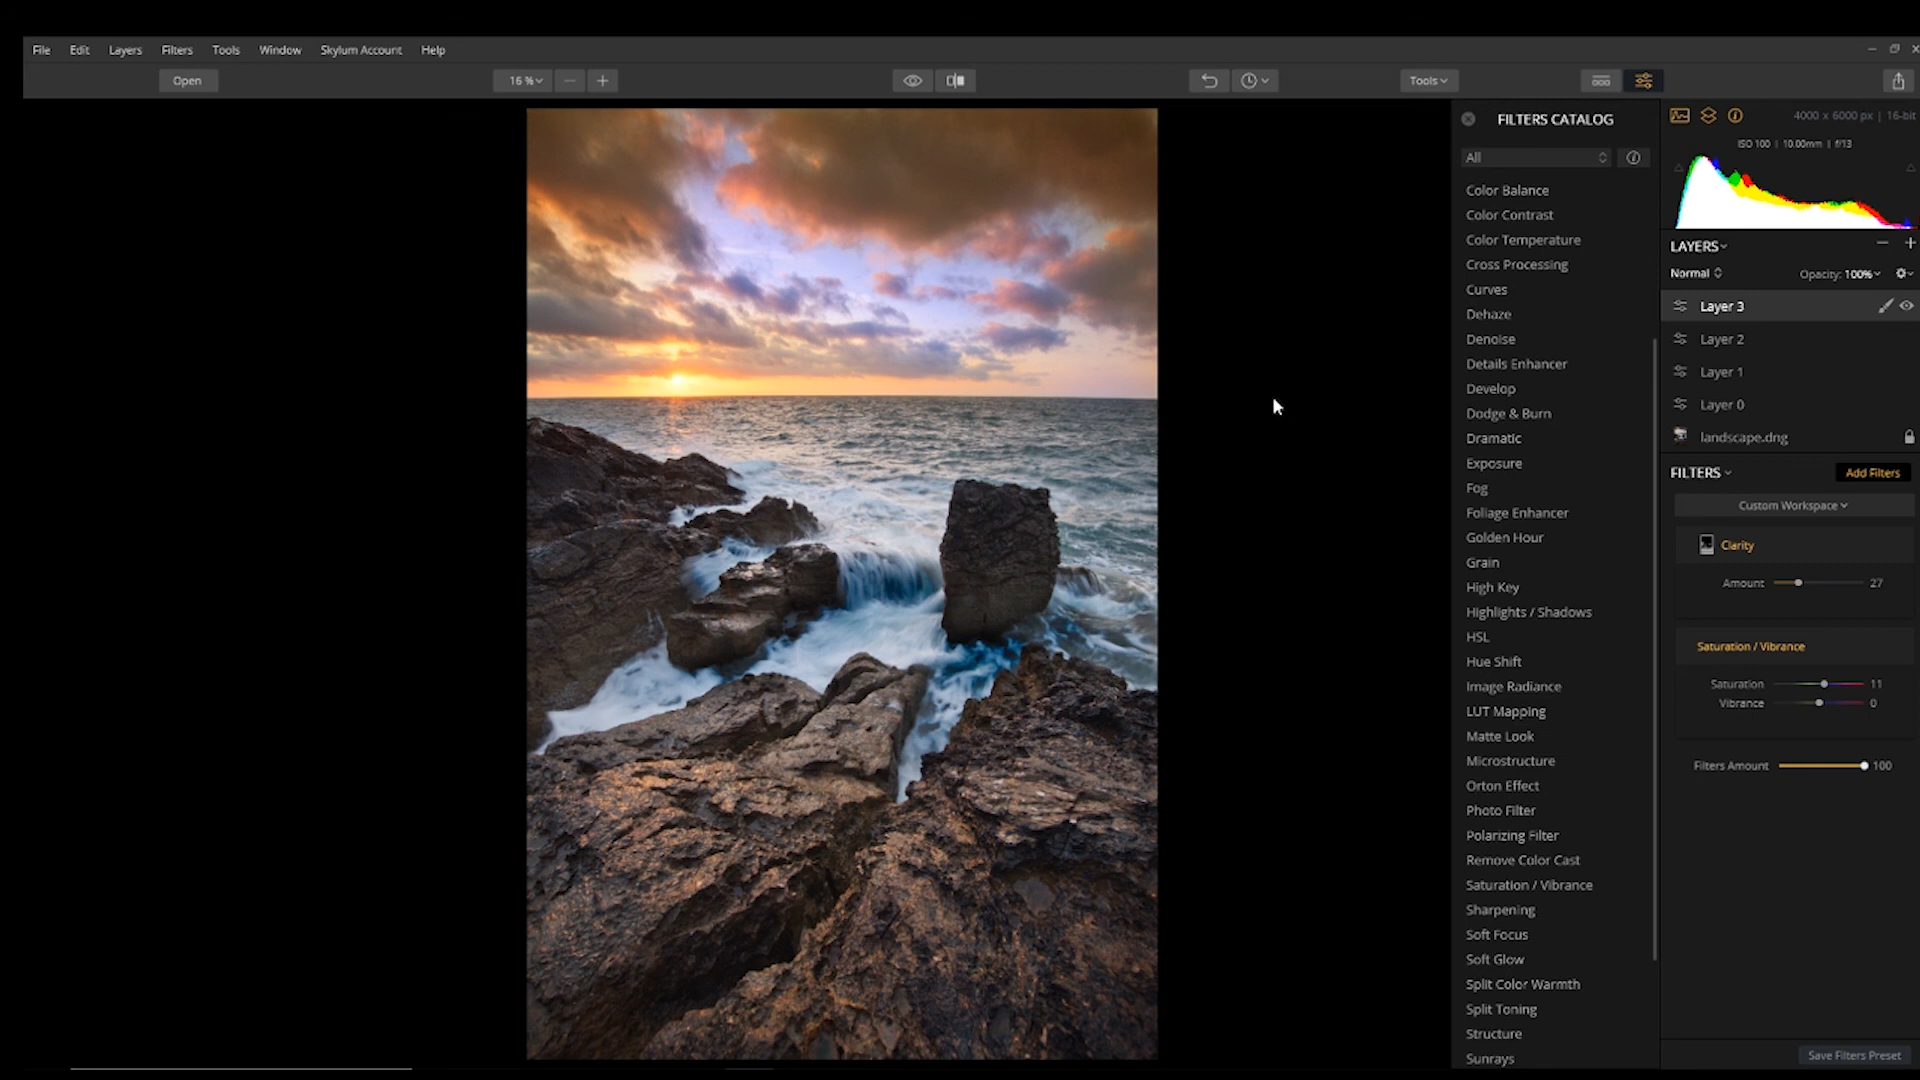 File Edit Layers Filters Tools Window Skylum Account Help
Open 16 % Tools
FILTERS CATALOG
All
Color Balance
Color Contrast
Color Temperature
Cross Processing
Curves
Dehaze
Denoise
Details Enhancer
Develop
Dodge & Burn
Dramatic
Exposure
Fog
Foliage Enhancer
Golden Hour
Grain
High Key
Highlights / Shadows
HSL
Hue Shift
Image Radiance
LUT Mapping
Matte Look
Microstructure
Orton Effect
Photo Filter
Polarizing Filter
Remove Color Cast
Saturation / Vibrance
Sharpening
Soft Focus
Soft Glow
Split Color Warmth
Split Toning
Structure
Sunrays
4000 x 6000 px | 16-bit
ISO 100 | 10.00mm | f/13
LAYERS
Normal Opacity: 100%
Layer 3
Layer 2
Layer 1
Layer 0
landscape.dng
FILTERS Add Filters
Custom Workspace
Clarity
Amount 27
Saturation / Vibrance
Saturation 11
Vibrance 0
Filters Amount 100
Save Filters Preset